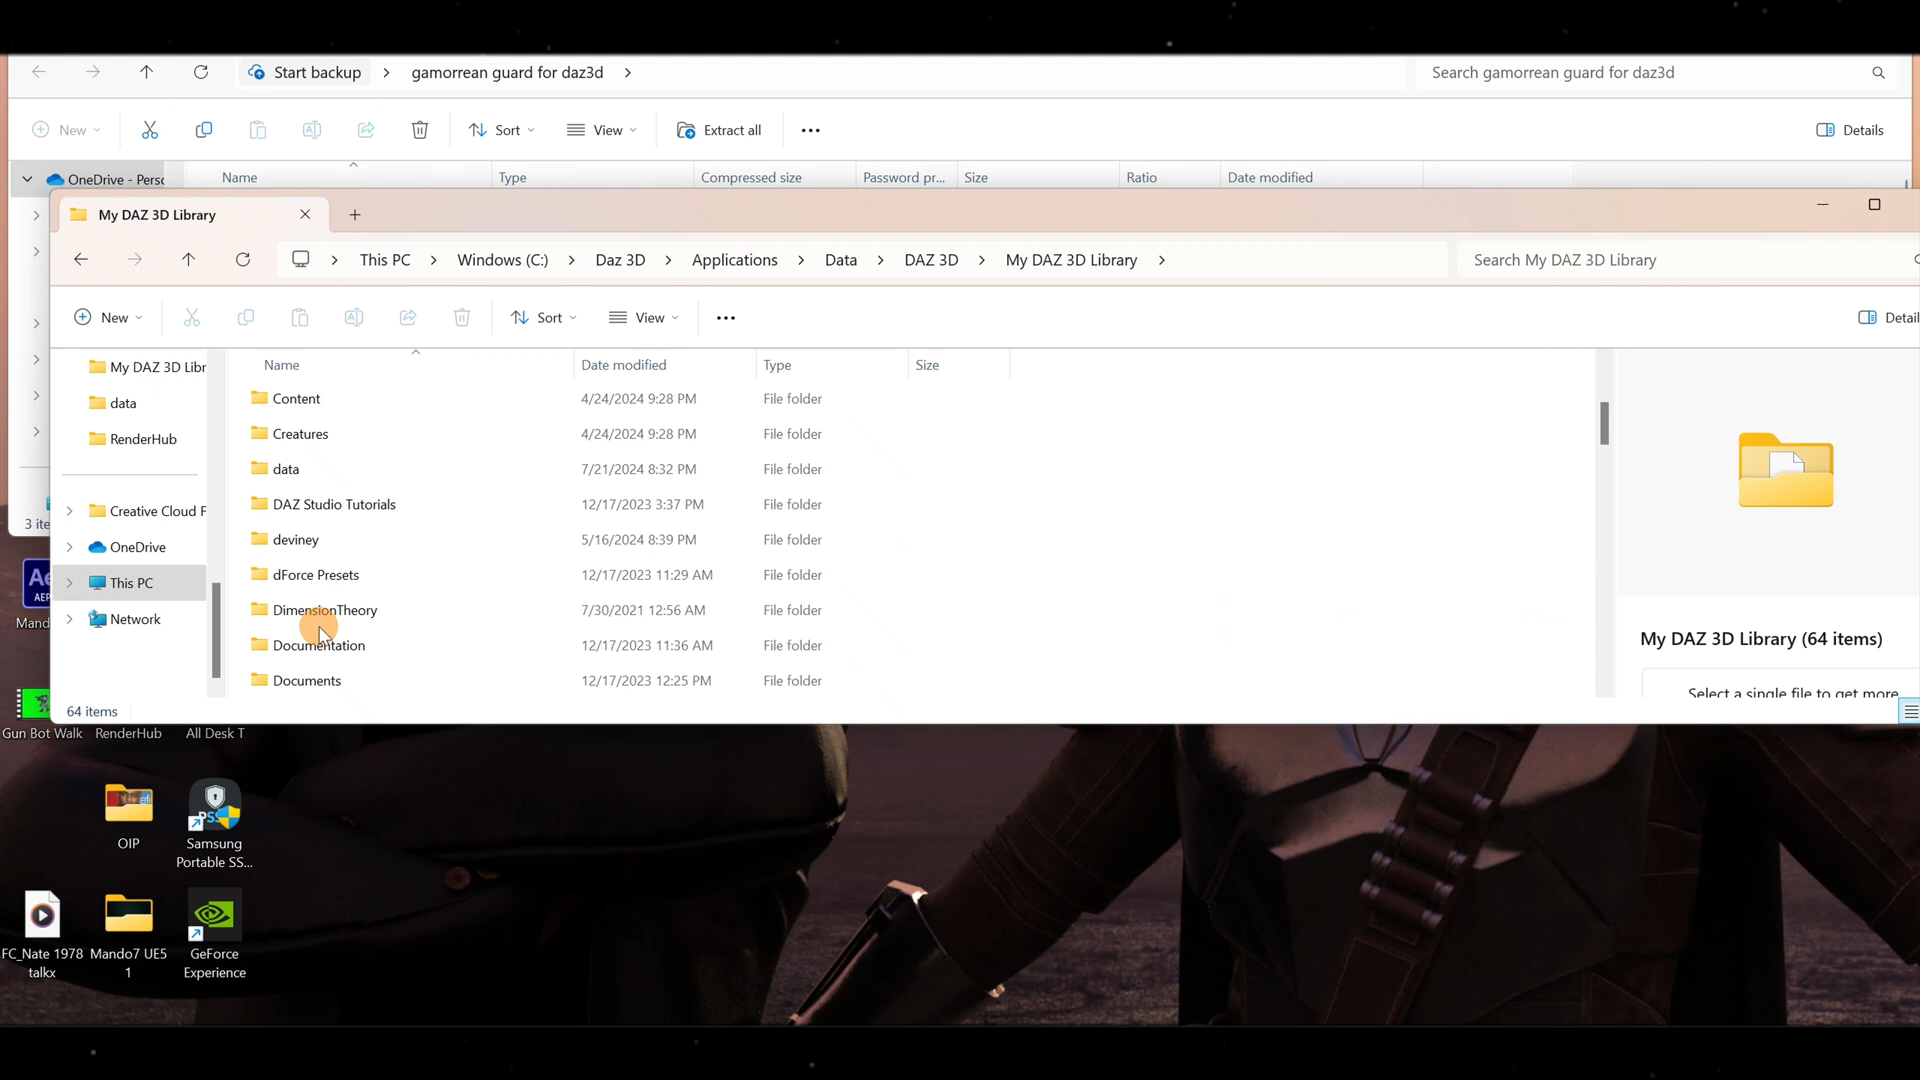 Start backup
gamorrean guard for daz3d
Search gamorrean guard for daz3d
New
Sort
View
Extract all
Details
OneDrive - Persc
Name
Type
Compressed size
Password pr...
Size
Ratio
Date modified
My DAZ 3D Library
This PC
Windows (C:)
Daz 3D
Applications
Data
DAZ 3D
My DAZ 3D Library
Search My DAZ 3D Library
New
Sort
View
Detail
My DAZ 3D Libr
data
RenderHub
Creative Cloud F
OneDrive
This PC
Network
Name
Date modified
Type
Size
Content 4/24/2024 9:28 PM File folder
Creatures 4/24/2024 9:28 PM File folder
data 7/21/2024 8:32 PM File folder
DAZ Studio Tutorials 12/17/2023 3:37 PM File folder
deviney 5/16/2024 8:39 PM File folder
dForce Presets 12/17/2023 11:29 AM File folder
DimensionTheory 7/30/2021 12:56 AM File folder
Documentation 12/17/2023 11:36 AM File folder
Documents 12/17/2023 12:25 PM File folder
My DAZ 3D Library (64 items)
Select a single file to get more
64 items
3 ite
Ae
AEP
Mand
Gun Bot Walk
RenderHub
All Desk T
OIP
Samsung
Portable SS...
FC_Nate 1978
talkx
Mando7 UE5
1
GeForce
Experience